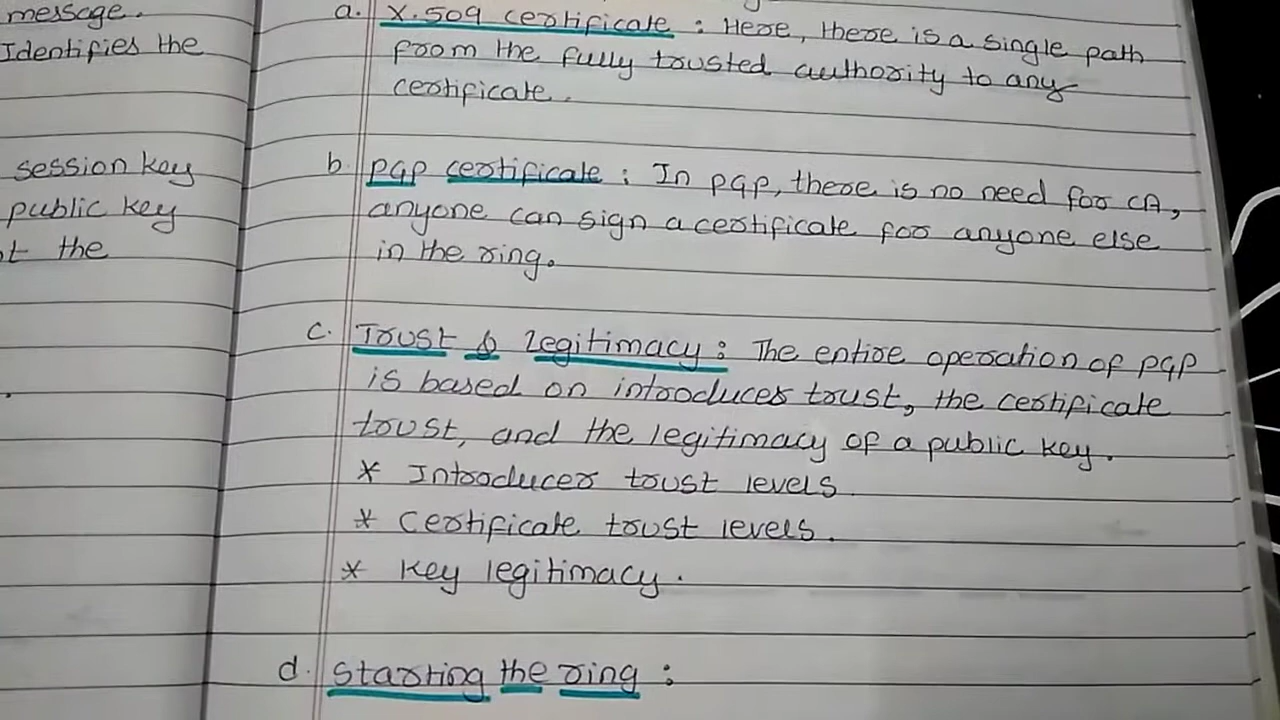 message.
Identifies the
session key
public key
the
a. X.509 certificate : Here, there is a single path
from the fully trusted authority to any
certificate.
b. PGP certificate : In PGP, there is no need for CA,
anyone can sign a certificate for anyone else
in the ring.
c. Trust & Legitimacy : The entire operation of PGP
is based on introducer trust, the certificate
trust, and the legitimacy of a public key.
* Introducer trust levels
* Certificate trust levels.
* Key legitimacy.
d. Starting the ring :